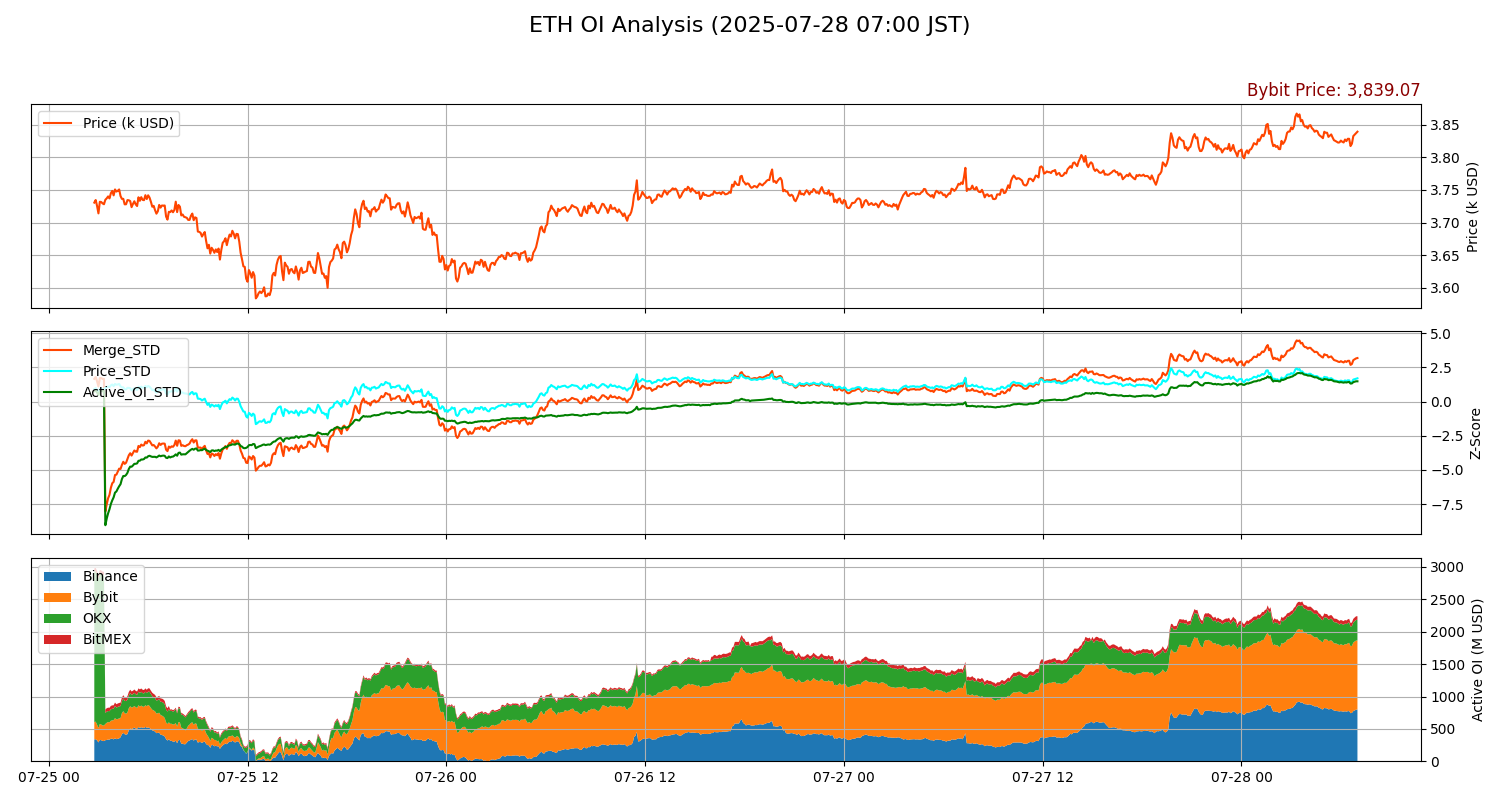 ETH OI Analysis (2025-07-28 07:00 JST)
Bybit Price: 3,839.07
Price (k USD)
3.85
3.80
3.75
3.70
3.65
3.60
Price (k USD)
Merge_STD
Price_STD
Active_OI_STD
5.0
2.5
0.0
−2.5
−5.0
−7.5
Z-Score
Binance
Bybit
OKX
BitMEX
3000
2500
2000
1500
1000
500
0
Active OI (M USD)
07-25 00
07-25 12
07-26 00
07-26 12
07-27 00
07-27 12
07-28 00